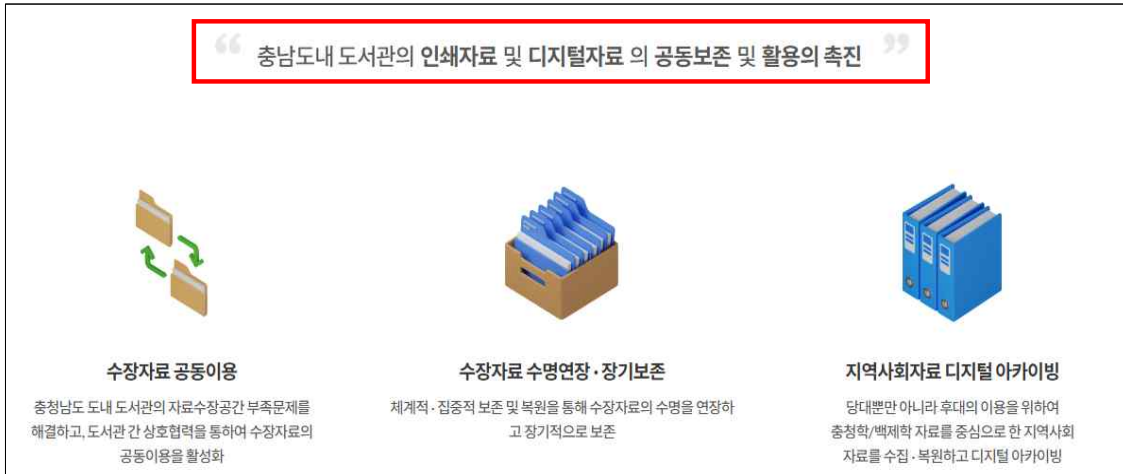 “ 충남도내 도서관의 인쇄자료 및 디지털자료 의 공동보존 및 활용의 촉진 ”
수장자료 공동이용
충청남도 도내 도서관의 자료수장공간 부족문제를
해결하고, 도서관 간 상호협력을 통하여 수장자료의
공동이용을 활성화
수장자료 수명연장 · 장기보존
체계적 · 집중적 보존 및 복원을 통해 수장자료의 수명을 연장하
고 장기적으로 보존
지역사회자료 디지털 아카이빙
당대뿐만 아니라 후대의 이용을 위하여
충청학/백제학 자료를 중심으로 한 지역사회
자료를 수집 · 복원하고 디지털 아카이빙